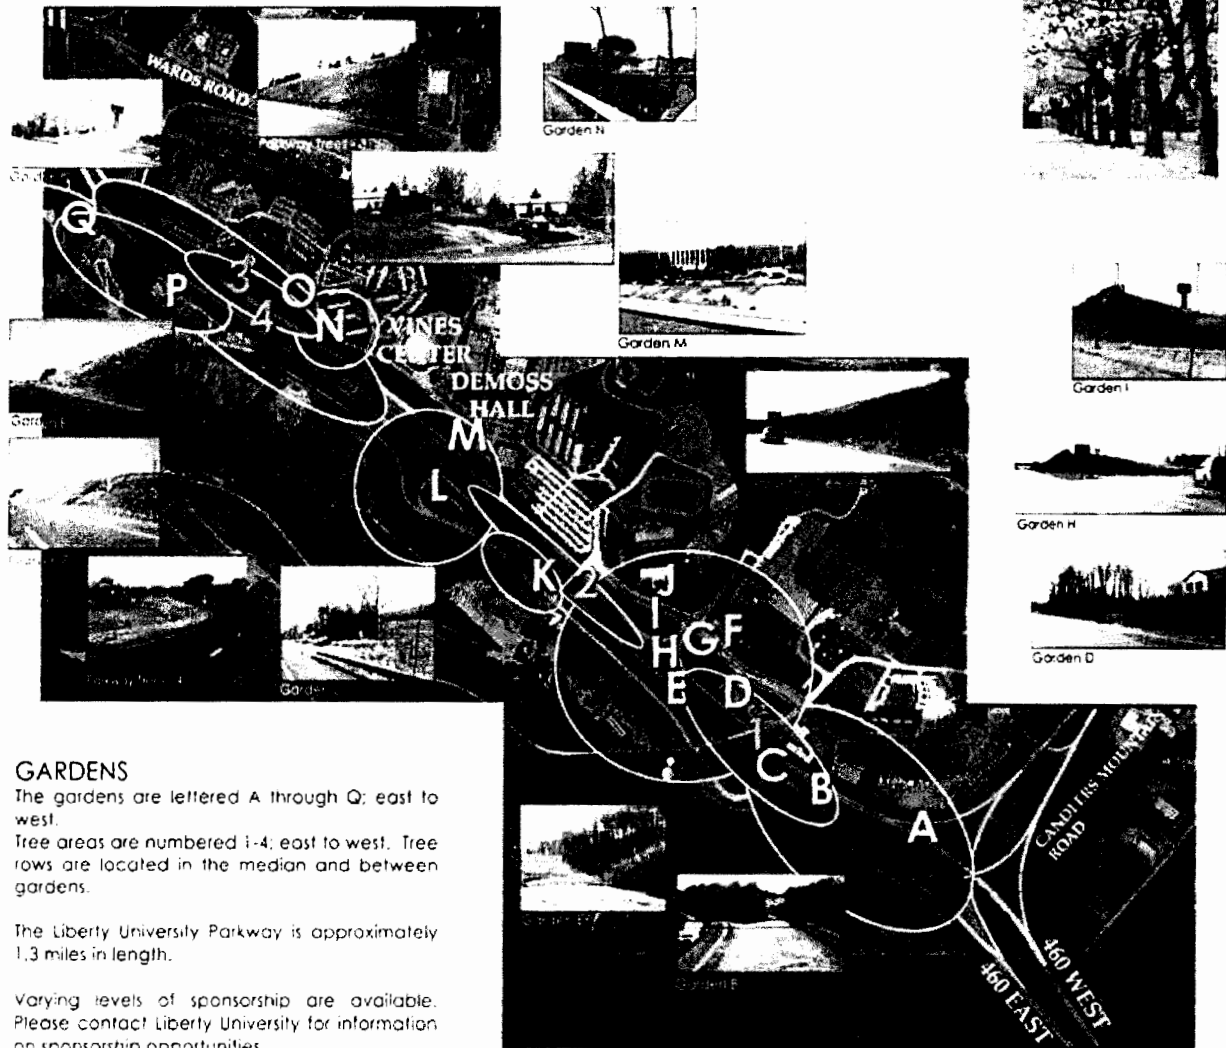 WARDS ROAD
Parkway Trees - 3
Garden N
Q
3
P
O
4
N
VINES
CENTER
Garden M
DEMOSS
HALL
Garden I
M
L
Garden H
K
2
J
I
G
F
H
Garden D
E
D
1
C
B
A
CANDLERS MOUNTAIN
ROAD
Garden B
460 WEST
460 EAST
GARDENS
The gardens are lettered A through Q; east to
west.
Tree areas are numbered 1-4; east to west. Tree
rows are located in the median and between
gardens.
The Liberty University Parkway is approximately
1.3 miles in length.
Varying levels of sponsorship are available.
Please contact Liberty University for information
on sponsorship opportunities.